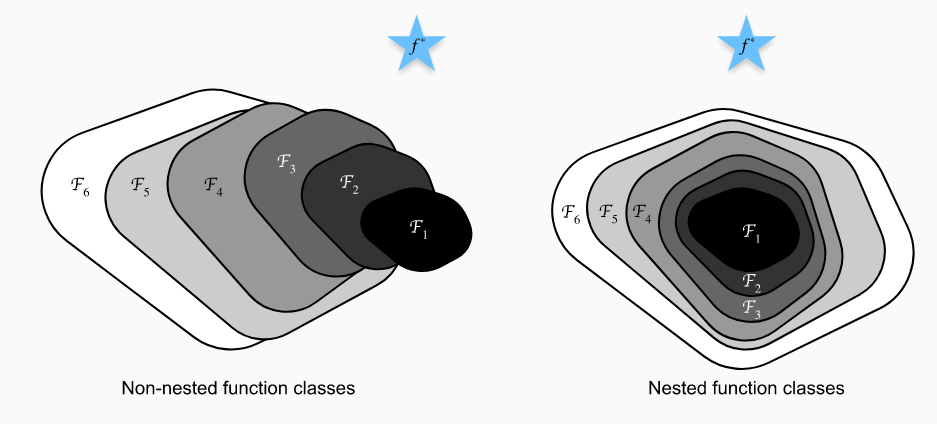 f*
f*
ℱ6
ℱ5
ℱ4
ℱ3
ℱ2
ℱ1
ℱ6
ℱ5
ℱ4
ℱ1
ℱ2
ℱ3
Non-nested function classes
Nested function classes